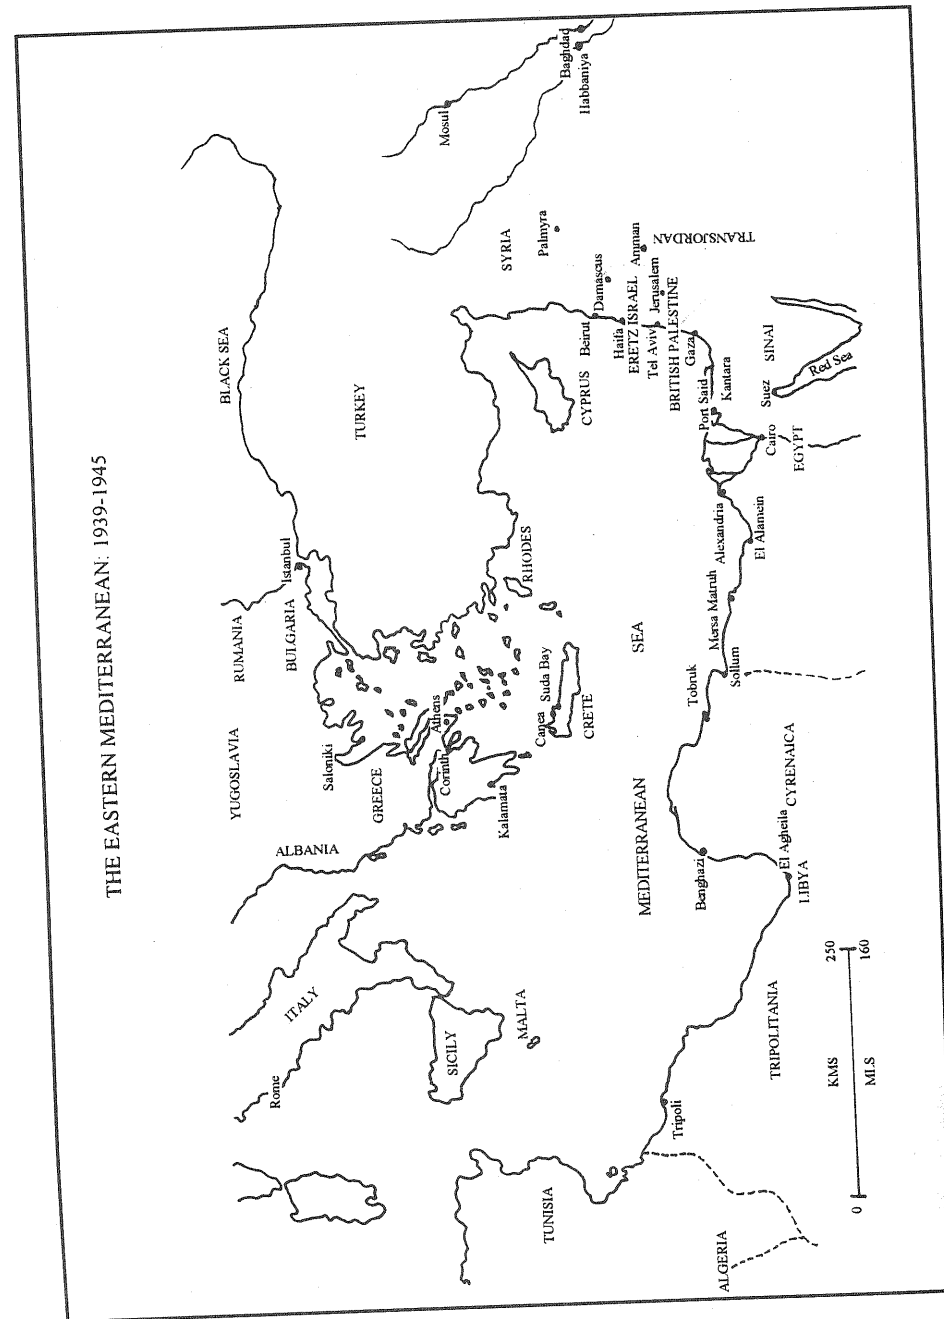 THE EASTERN MEDITERRANEAN: 1939-1945
YUGOSLAVIA
RUMANIA
BLACK SEA
ITALY
Rome
ALBANIA
BULGARIA
Istanbul
Saloniki
GREECE
TURKEY
Corinth
Athens
Mosul
SICILY
Kalamata
SYRIA
MALTA
RHODES
Canea
Suda Bay
CRETE
CYPRUS
Palmyra
Baghdad
Habbaniya
Beirut
Damascus
TUNISIA
MEDITERRANEAN
SEA
Haifa
ERETZ ISRAEL
Amman
Tel Aviv
Jerusalem
BRITISH PALESTINE
TRANSJORDAN
Tripoli
Benghazi
Tobruk
Sollum
Mersa Matruh
Alexandria
El Alamein
Port Said
Kantara
Gaza
Cairo
Suez
SINAI
Red Sea
ALGERIA
TRIPOLITANIA
El Agheila
LIBYA
CYRENAICA
EGYPT
KMS
0
250
160
MLS